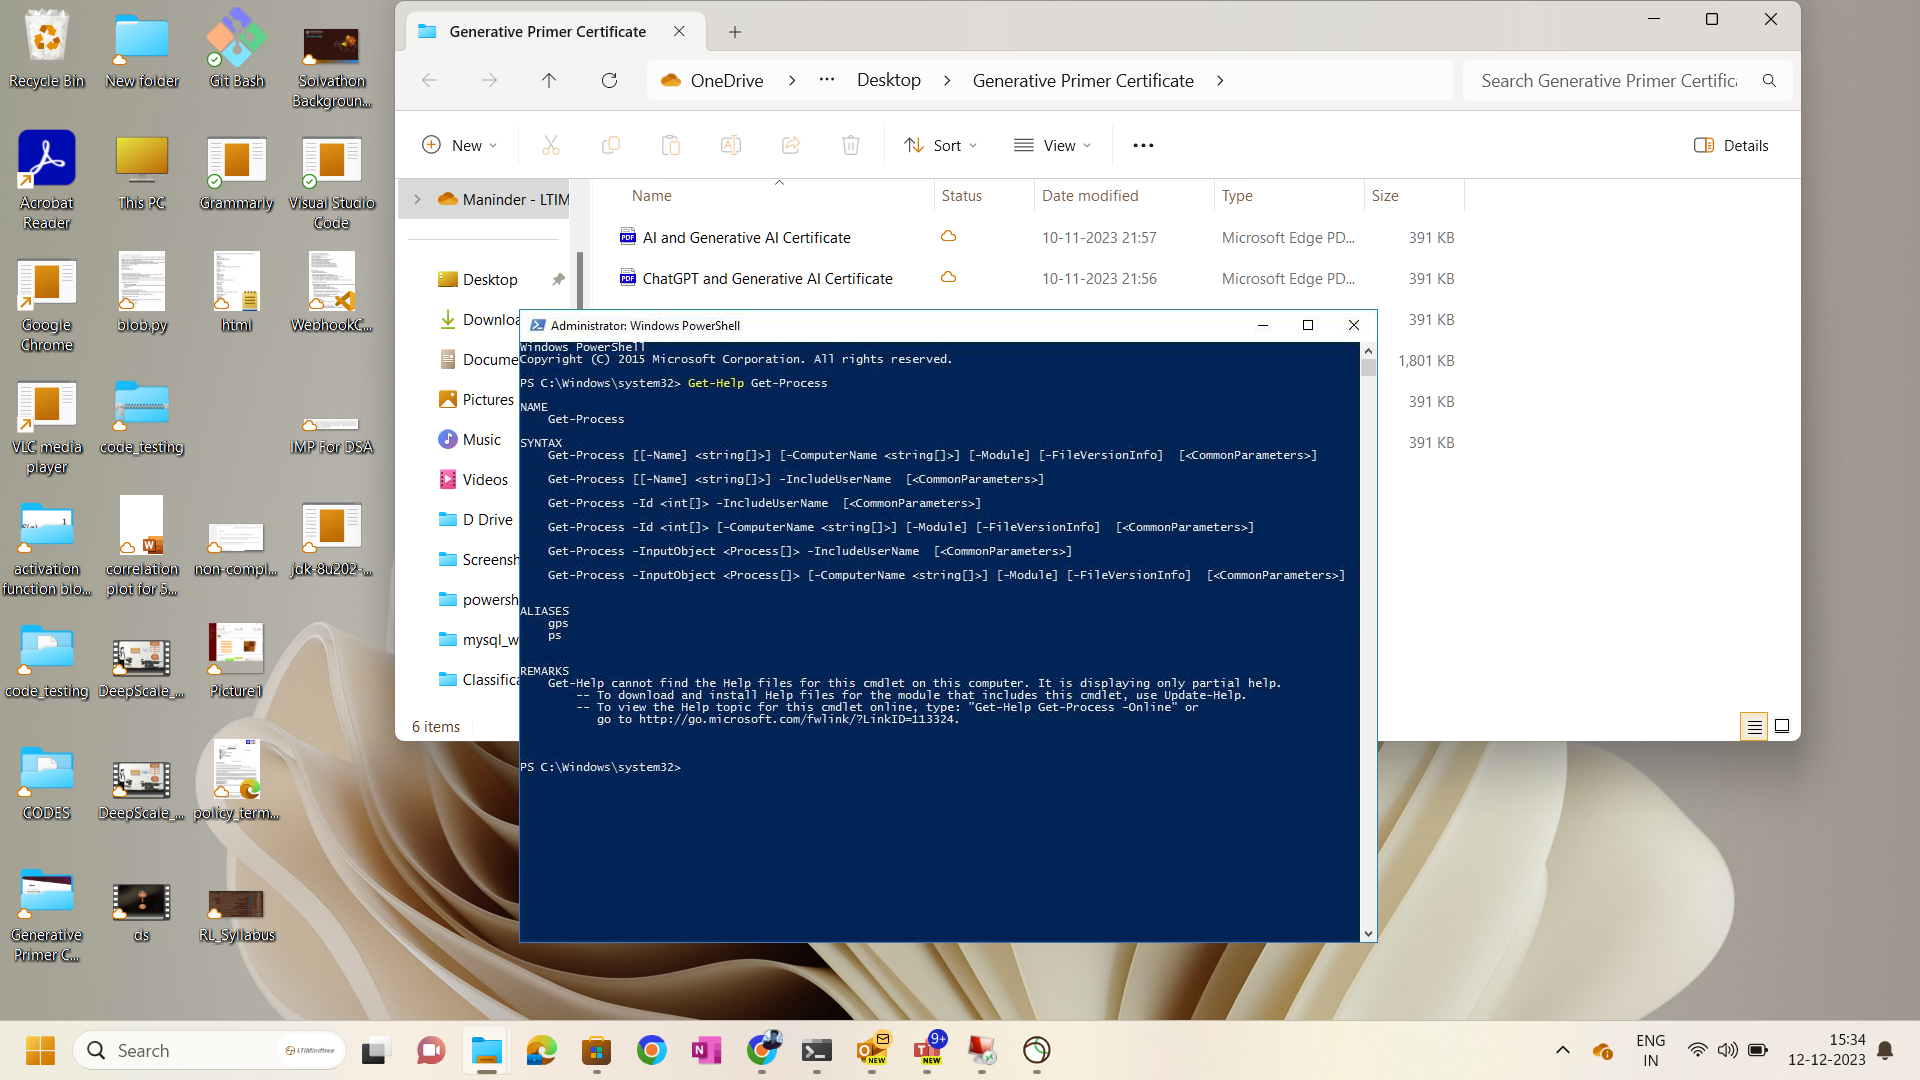 Recycle Bin
New folder
Git Bash
Solvathon
Backgroun...
Acrobat
Reader
This PC
Grammarly
Visual Studio
Code
Google
Chrome
blob.py
html
WebhookC...
VLC media
player
code_testing
IMP For DSA
activation
function blo...
correlation
plot for 5...
non-compl...
jdk-8u202-...
code_testing
DeepScale_...
Picture1
CODES
DeepScale_...
policy_term...
Generative
Primer C...
ds
RL_Syllabus
Generative Primer Certificate
OneDrive > ... Desktop > Generative Primer Certificate >
Search Generative Primer Certific
New
Sort
View
...
Details
Maninder - LTIM
Name Status Date modified Type Size
AI and Generative AI Certificate 10-11-2023 21:57 Microsoft Edge PD... 391 KB
ChatGPT and Generative AI Certificate 10-11-2023 21:56 Microsoft Edge PD... 391 KB
391 KB
1,801 KB
391 KB
391 KB
Desktop
Downloa
Docume
Pictures
Music
Videos
D Drive
Screensh
powersh
mysql_w
Classifica
6 items
Administrator: Windows PowerShell
Windows PowerShell
Copyright (C) 2015 Microsoft Corporation. All rights reserved.
PS C:\Windows\system32> Get-Help Get-Process
NAME
Get-Process
SYNTAX
Get-Process [[-Name] <string[]>] [-ComputerName <string[]>] [-Module] [-FileVersionInfo]  [<CommonParameters>]
Get-Process [[-Name] <string[]>] -IncludeUserName  [<CommonParameters>]
Get-Process -Id <int[]> -IncludeUserName  [<CommonParameters>]
Get-Process -Id <int[]> [-ComputerName <string[]>] [-Module] [-FileVersionInfo]  [<CommonParameters>]
Get-Process -InputObject <Process[]> -IncludeUserName  [<CommonParameters>]
Get-Process -InputObject <Process[]> [-ComputerName <string[]>] [-Module] [-FileVersionInfo]  [<CommonParameters>]
ALIASES
gps
ps
REMARKS
Get-Help cannot find the Help files for this cmdlet on this computer. It is displaying only partial help.
-- To download and install Help files for the module that includes this cmdlet, use Update-Help.
-- To view the Help topic for this cmdlet online, type: "Get-Help Get-Process -Online" or
go to http://go.microsoft.com/fwlink/?LinkID=113324.
PS C:\Windows\system32>
Search
LTIMindtree
NEW
9+
NEW
ENG
IN
15:34
12-12-2023